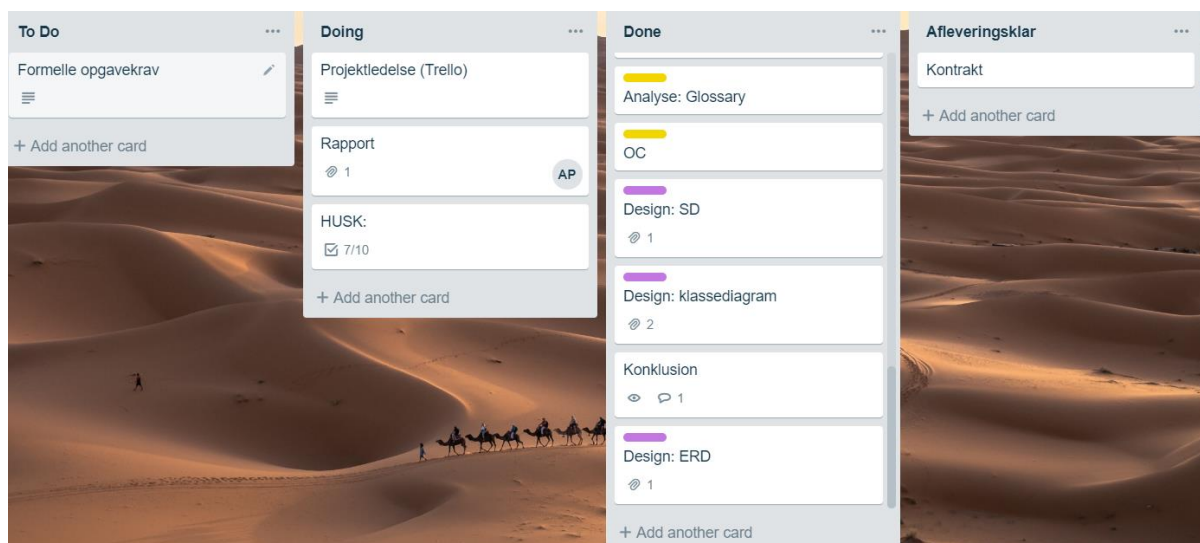 To Do
Formelle opgavekrav
+ Add another card
Doing
Projektledelse (Trello)
Rapport
1
AP
HUSK:
7/10
+ Add another card
Done
Analyse: Glossary
OC
Design: SD
1
Design: klassediagram
2
Konklusion
1
Design: ERD
1
+ Add another card
Afleveringsklar
Kontrakt
+ Add another card